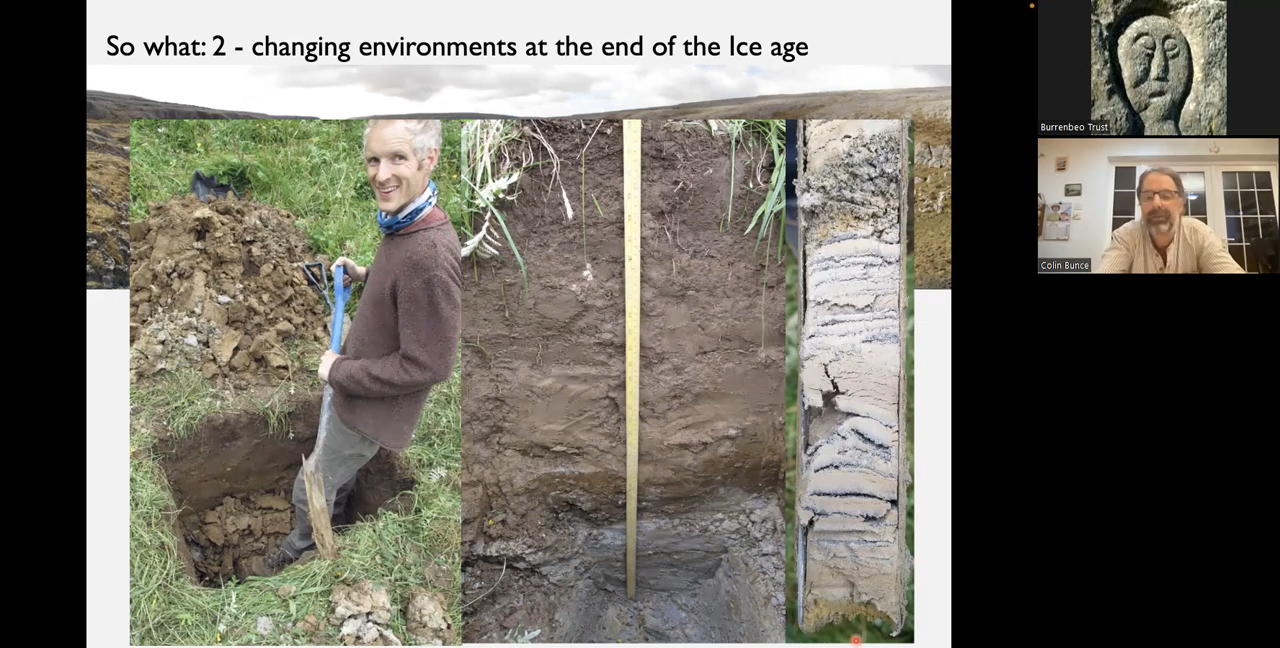 So what: 2 - changing environments at the end of the Ice age
Burrenbeo Trust
Colin Bunce